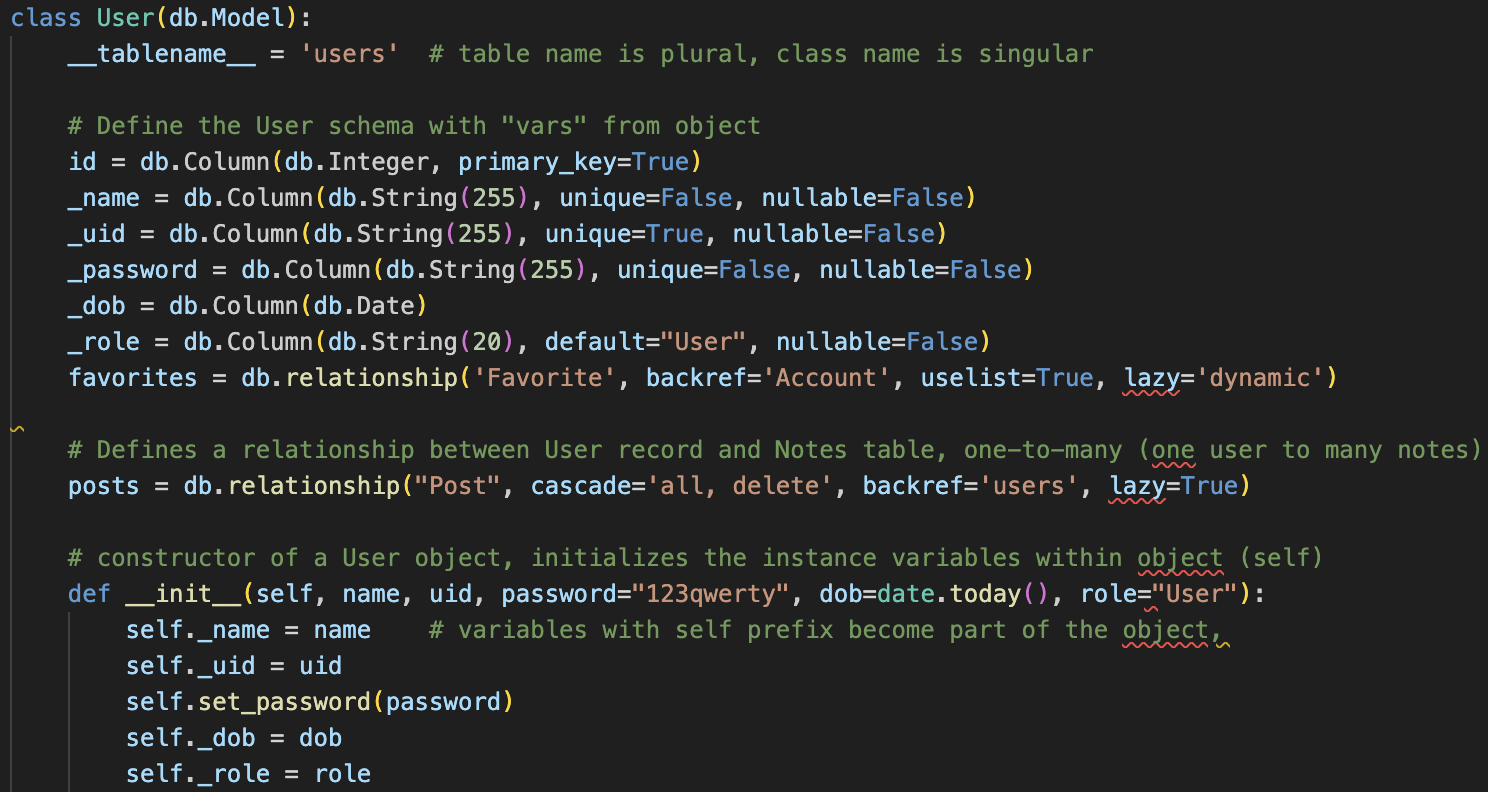 class User(db.Model):
    __tablename__ = 'users'  # table name is plural, class name is singular

    # Define the User schema with "vars" from object
    id = db.Column(db.Integer, primary_key=True)
    _name = db.Column(db.String(255), unique=False, nullable=False)
    _uid = db.Column(db.String(255), unique=True, nullable=False)
    _password = db.Column(db.String(255), unique=False, nullable=False)
    _dob = db.Column(db.Date)
    _role = db.Column(db.String(20), default="User", nullable=False)
    favorites = db.relationship('Favorite', backref='Account', uselist=True, lazy='dynamic')

    # Defines a relationship between User record and Notes table, one-to-many (one user to many notes)
    posts = db.relationship("Post", cascade='all, delete', backref='users', lazy=True)

    # constructor of a User object, initializes the instance variables within object (self)
    def __init__(self, name, uid, password="123qwerty", dob=date.today(), role="User"):
        self._name = name    # variables with self prefix become part of the object,
        self._uid = uid
        self.set_password(password)
        self._dob = dob
        self._role = role